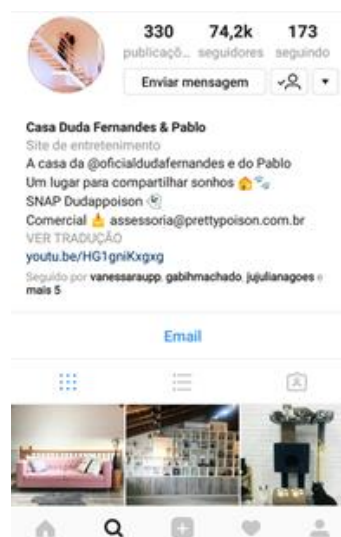 330 74,2k 173
publicaçõ... seguidores seguindo
Enviar mensagem
Casa Duda Fernandes & Pablo
Site de entretenimento
A casa da @oficialdudafernandes e do Pablo
Um lugar para compartilhar sonhos 🏠🐾
SNAP Dudappoison
Comercial 📩 assessoria@prettypoison.com.br
VER TRADUÇÃO
youtu.be/HG1gniKxgxg
Seguido por vanessaraupp, gabihmachado, jujulianagoes e
mais 5
Email